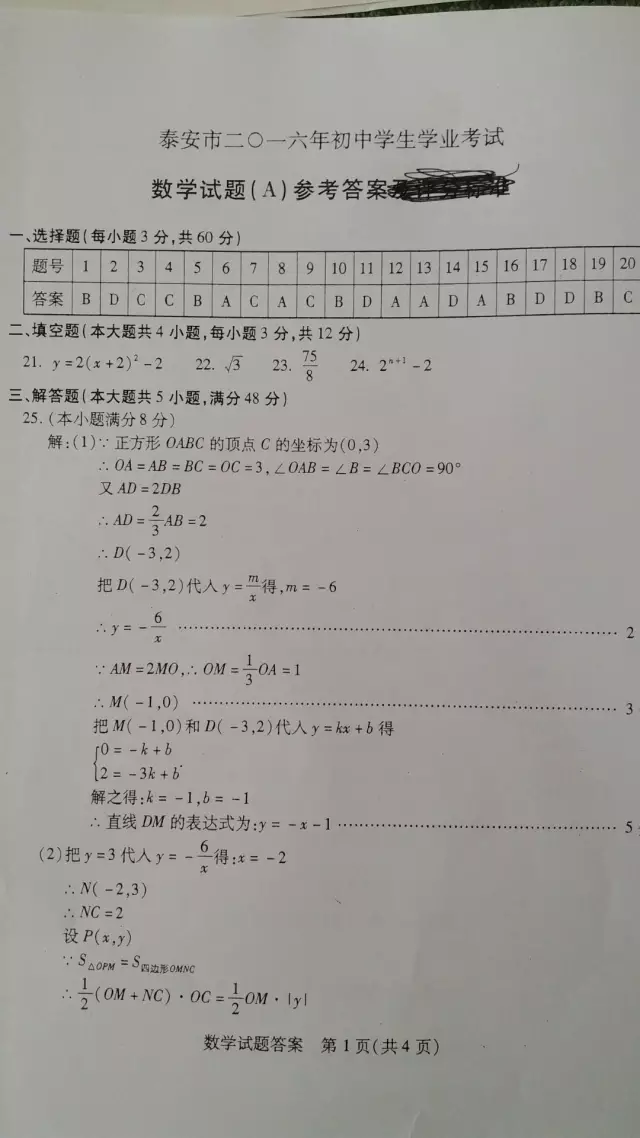 泰安市二○一六年初中学生学业考试
数学试题(A)参考答案
一、选择题(每小题3分,共60分)
题号 1 2 3 4 5 6 7 8 9 10 11 12 13 14 15 16 17 18 19 20
答案 B D C C B A C A C B D A A D A B D D B C
二、填空题(本大题共4小题,每小题3分,共12分)
21. y=2(x+2)²-2 22. √3 23. 75/8 24. 2ⁿ⁺¹-2
三、解答题(本大题共5小题,满分48分)
25.(本小题满分8分)
解:(1)∵正方形OABC的顶点C的坐标为(0,3)
∴OA=AB=BC=OC=3,∠OAB=∠B=∠BCO=90°
又AD=2DB
∴AD=2/3AB=2
∴D(-3,2)
把D(-3,2)代入y=m/x得,m=-6
∴y=-6/x ………… 2
∵AM=2MO,∴OM=1/3OA=1
∴M(-1,0) ………… 3
把M(-1,0)和D(-3,2)代入y=kx+b得
{0=-k+b
2=-3k+b.
解之得:k=-1,b=-1
∴直线DM的表达式为:y=-x-1 ………… 5
(2)把y=3代入y=-6/x得:x=-2
∴N(-2,3)
∴NC=2
设P(x,y)
∵S△OPM=S四边形OMNC
∴1/2(OM+NC)·OC=1/2OM·|y|
数学试题答案 第1页(共4页)